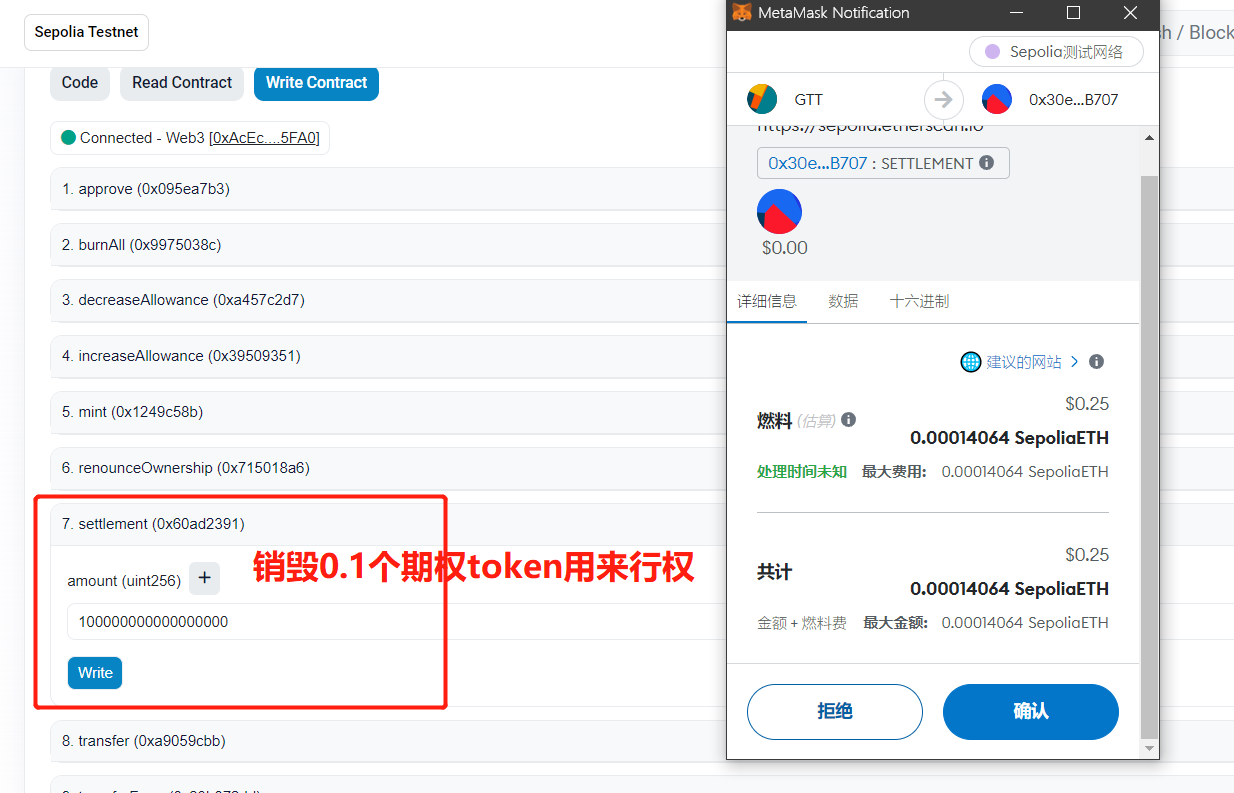 Sepolia Testnet
Code
Read Contract
Write Contract
Connected - Web3 [0xAcEc....5FA0]
1. approve (0x095ea7b3)
2. burnAll (0x9975038c)
3. decreaseAllowance (0xa457c2d7)
4. increaseAllowance (0x39509351)
5. mint (0x1249c58b)
6. renounceOwnership (0x715018a6)
7. settlement (0x60ad2391)
销毁0.1个期权token用来行权
amount (uint256)
+
100000000000000000
Write
8. transfer (0xa9059cbb)
MetaMask Notification
/ Block
Sepolia测试网络
GTT
0x30e...B707
https://sepolia.etherscan.io
0x30e...B707 : SETTLEMENT
$0.00
详细信息
数据
十六进制
建议的网站 >
$0.25
燃料 (估算)
0.00014064 SepoliaETH
处理时间未知 最大费用: 0.00014064 SepoliaETH
$0.25
共计
0.00014064 SepoliaETH
金额 + 燃料费 最大金额: 0.00014064 SepoliaETH
拒绝
确认